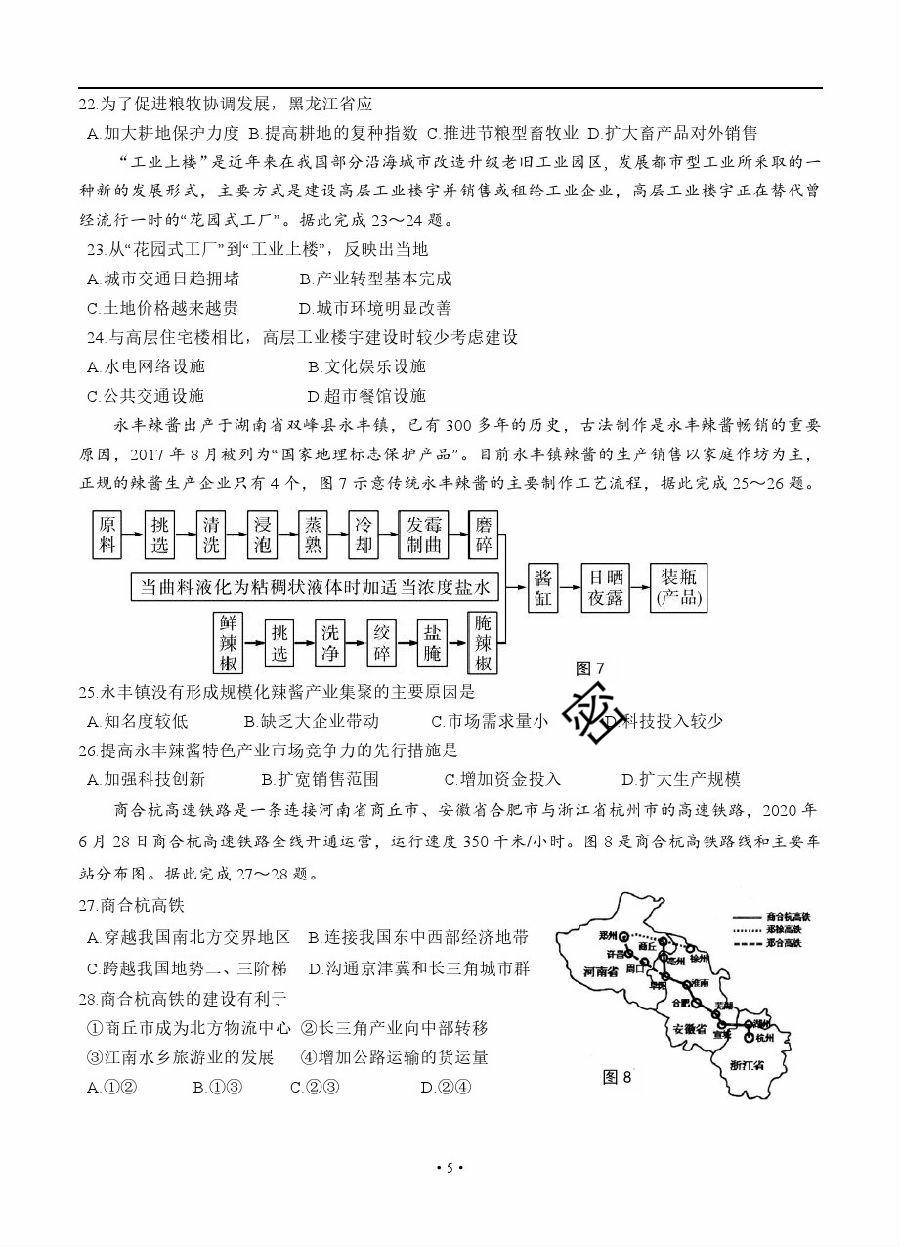 22.为了促进粮牧协调发展，黑龙江省应
A.加大耕地保护力度 B.提高耕地的复种指数 C.推进节粮型畜牧业 D.扩大畜产品对外销售
“工业上楼”是近年来在我国部分沿海城市改造升级老旧工业园区，发展都市型工业所采取的一
种新的发展形式，主要方式是建设高层工业楼宇并销售或租给工业企业，高层工业楼宇正在替代曾
经流行一时的“花园式工厂”。据此完成 23～24 题。
23.从“花园式工厂”到“工业上楼”，反映出当地
A.城市交通日趋拥堵 B.产业转型基本完成
C.土地价格越来越贵 D.城市环境明显改善
24.与高层住宅楼相比，高层工业楼宇建设时较少考虑建设
A.水电网络设施 B.文化娱乐设施
C.公共交通设施 D.超市餐馆设施
永丰辣酱出产于湖南省双峰县永丰镇，已有 300 多年的历史，古法制作是永丰辣酱畅销的重要
原因，2017 年 8 月被列为“国家地理标志保护产品”。目前永丰镇辣酱的生产销售以家庭作坊为主，
正规的辣酱生产企业只有 4 个，图 7 示意传统永丰辣酱的主要制作工艺流程，据此完成 25～26 题。
原料 挑选 清洗 浸泡 蒸熟 冷却 发霉制曲 磨碎
当曲料液化为粘稠状液体时加适当浓度盐水
酱缸 日晒夜露 装瓶(产品)
鲜辣椒 挑选 洗净 绞碎 盐腌 腌辣椒
图 7
25.永丰镇没有形成规模化辣酱产业集聚的主要原因是
A.知名度较低 B.缺乏大企业带动 C.市场需求量小 D.科技投入较少
密
26.提高永丰辣酱特色产业市场竞争力的先行措施是
A.加强科技创新 B.扩宽销售范围 C.增加资金投入 D.扩大生产规模
商合杭高速铁路是一条连接河南省商丘市、安徽省合肥市与浙江省杭州市的高速铁路，2020 年
6 月 28 日商合杭高速铁路全线开通运营，运行速度 350 千米/小时。图 8 是商合杭高铁路线和主要车
站分布图。据此完成 27～28 题。
27.商合杭高铁
A.穿越我国南北方交界地区 B.连接我国东中西部经济地带
C.跨越我国地势二、三阶梯 D.沟通京津冀和长三角城市群
28.商合杭高铁的建设有利于
①商丘市成为北方物流中心 ②长三角产业向中部转移
③江南水乡旅游业的发展 ④增加公路运输的货运量
A.①② B.①③ C.②③ D.②④
商合杭高铁
郑徐高铁
郑合高铁
郑州
商丘
徐州
许昌
亳州
周口
河南省
阜阳
淮南
合肥
芜湖
安徽省
宣城
湖州
杭州
浙江省
图 8
·5·